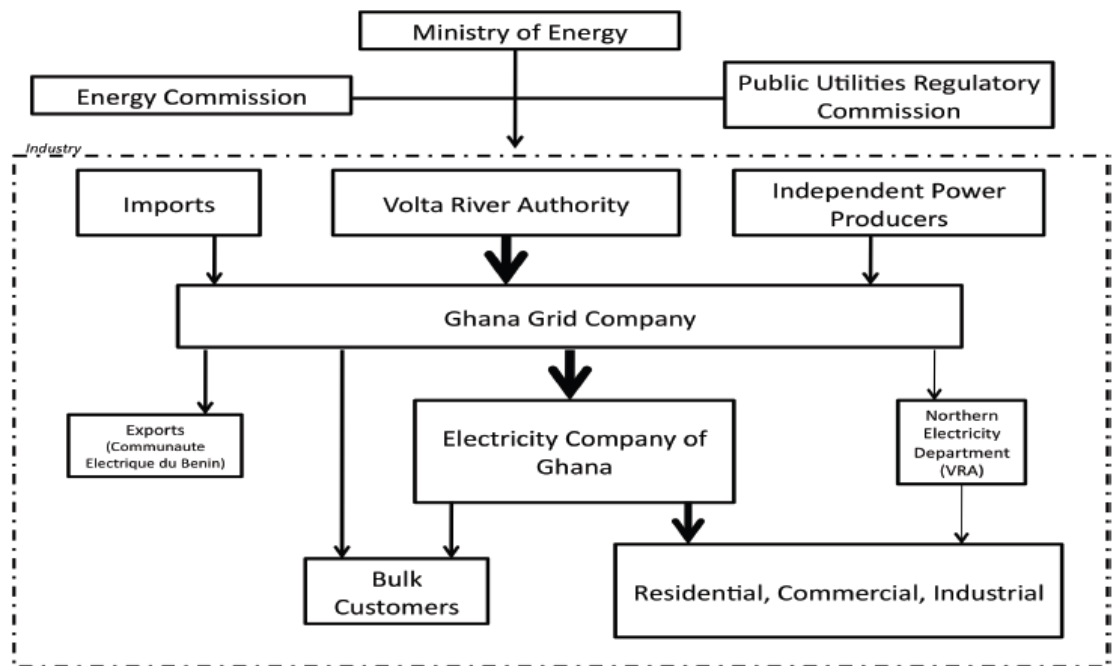 Ministry of Energy
Energy Commission
Public Utilities Regulatory
Commission
Industry
Imports
Volta River Authority
Independent Power
Producers
Ghana Grid Company
Exports
(Communaute
Electrique du Benin)
Electricity Company of
Ghana
Northern
Electricity
Department
(VRA)
Bulk
Customers
Residential, Commercial, Industrial